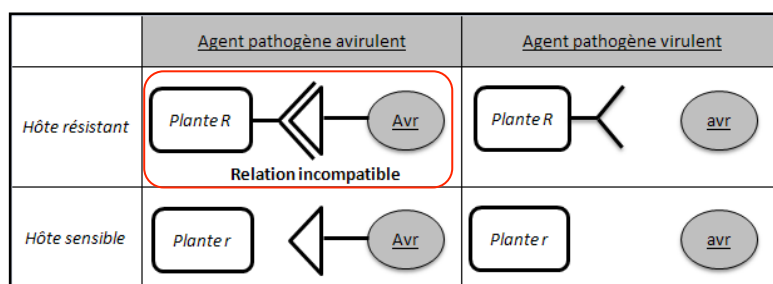 Agent pathogène avirulent Agent pathogène virulent
Hôte résistant Plante R Avr Plante R avr
Relation incompatible
Hôte sensible Plante r Avr Plante r avr